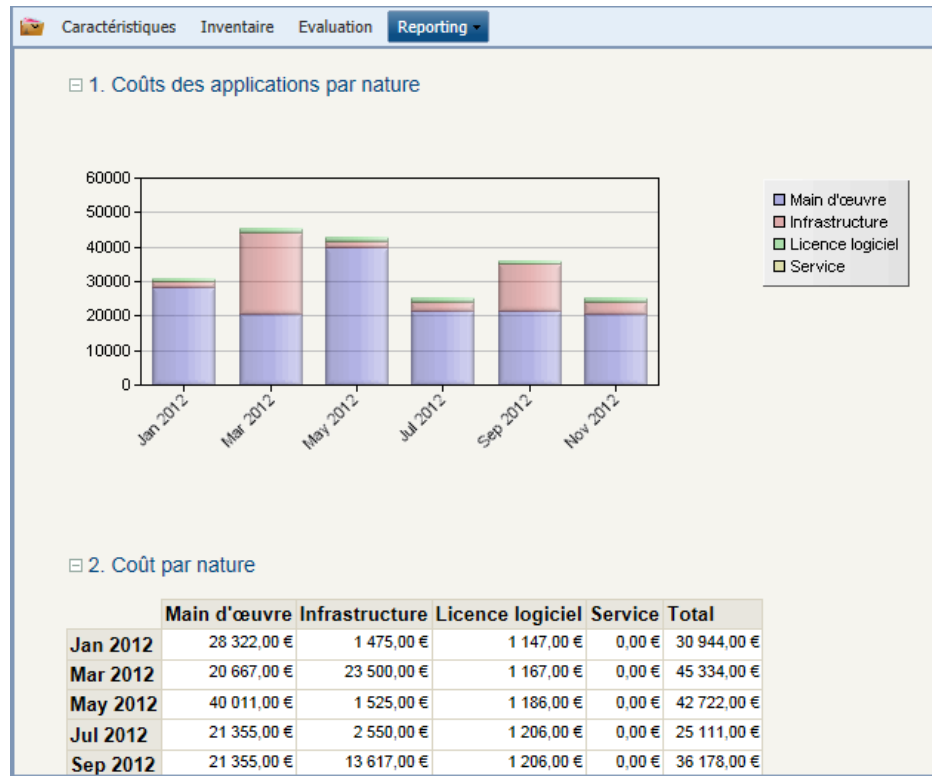 Caractéristiques Inventaire Evaluation Reporting
1. Coûts des applications par nature
60000
50000
40000
30000
20000
10000
0
Jan 2012 Mar 2012 May 2012 Jul 2012 Sep 2012 Nov 2012
Main d'œuvre
Infrastructure
Licence logiciel
Service
2. Coût par nature
Main d'œuvre Infrastructure Licence logiciel Service Total
Jan 2012 28 322,00 € 1 475,00 € 1 147,00 € 0,00 € 30 944,00 €
Mar 2012 20 667,00 € 23 500,00 € 1 167,00 € 0,00 € 45 334,00 €
May 2012 40 011,00 € 1 525,00 € 1 186,00 € 0,00 € 42 722,00 €
Jul 2012 21 355,00 € 2 550,00 € 1 206,00 € 0,00 € 25 111,00 €
Sep 2012 21 355,00 € 13 617,00 € 1 206,00 € 0,00 € 36 178,00 €